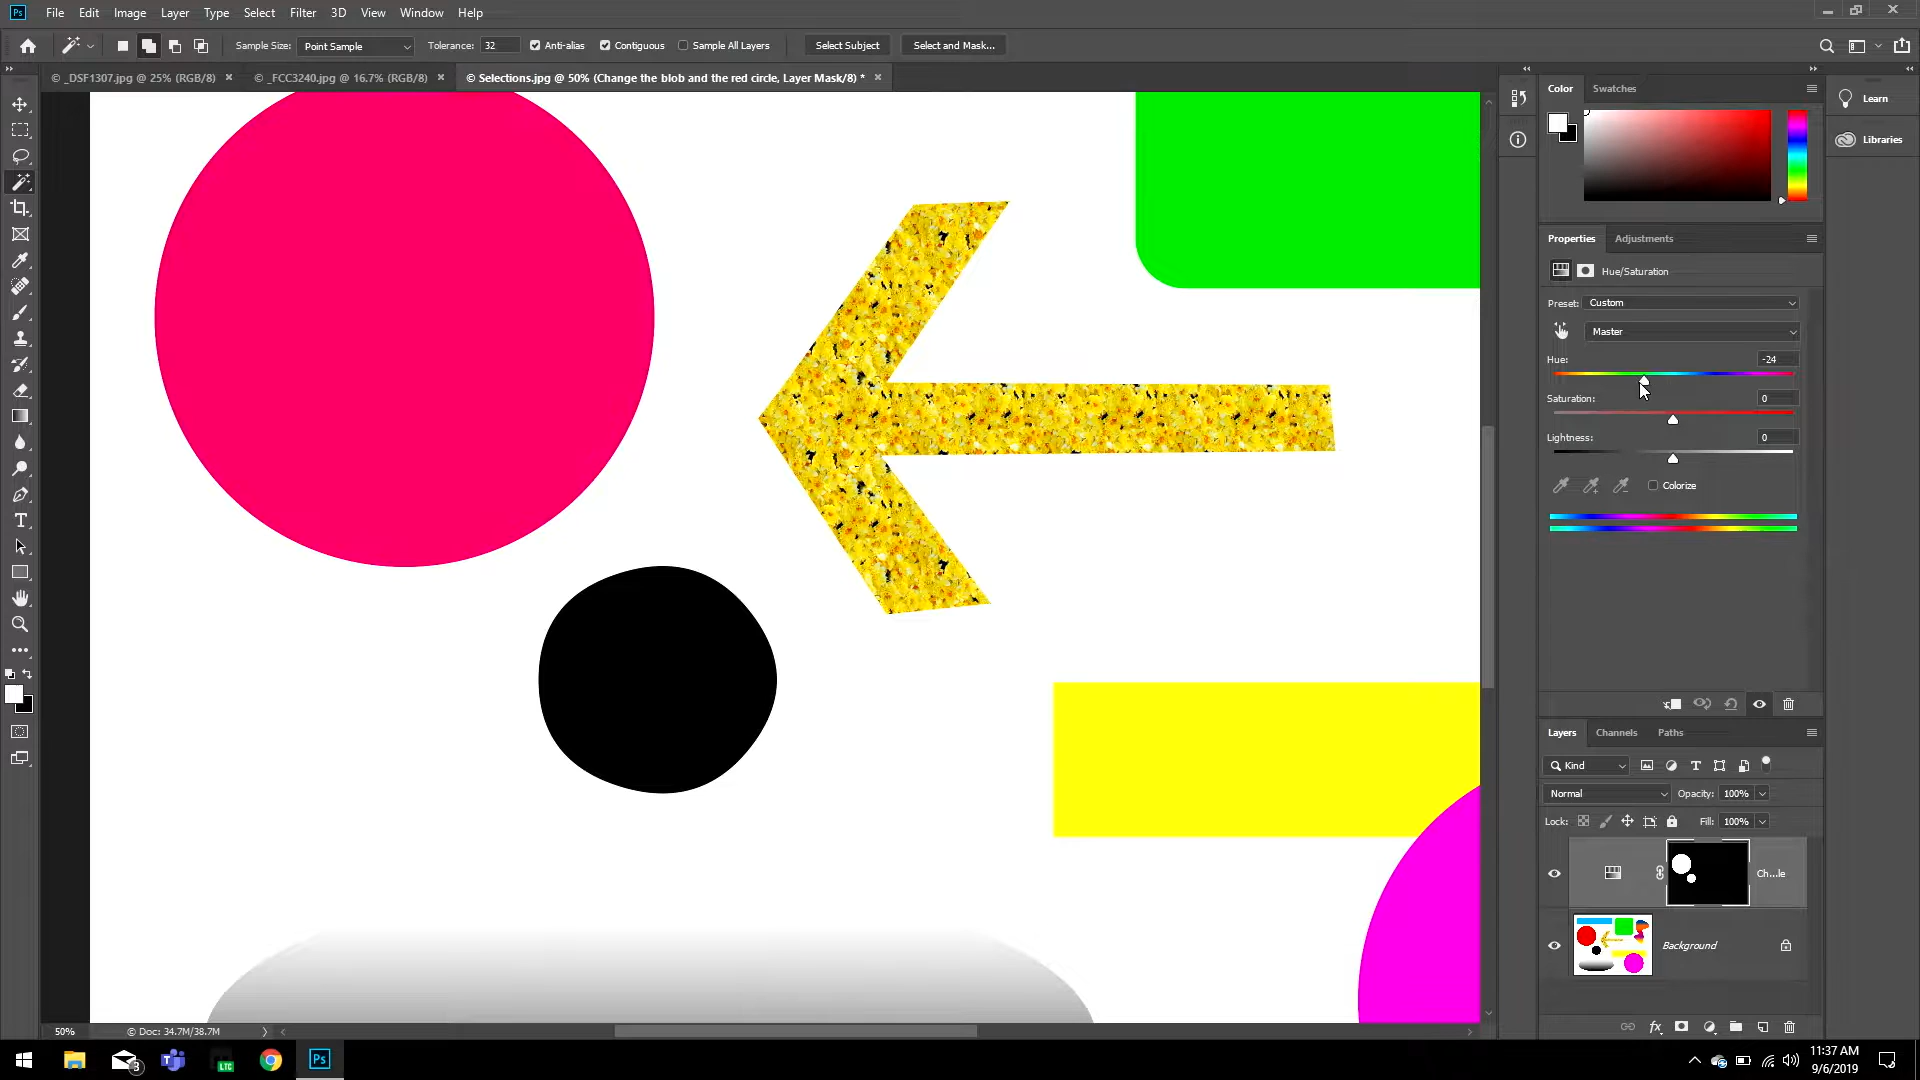 Ps File Edit Image Layer Type Select Filter 3D View Window Help
Sample Size: Point Sample Tolerance: 32 Anti-alias Contiguous Sample All Layers Select Subject Select and Mask...
© _DSF1307.jpg @ 25% (RGB/8) × © _FCC3240.jpg @ 16.7% (RGB/8) × © Selections.jpg @ 50% (Change the blob and the red circle, Layer Mask/8) * ×
Color Swatches
Learn
Libraries
Properties Adjustments
Hue/Saturation
Preset: Custom
Master
Hue: -24
Saturation: 0
Lightness: 0
Colorize
Layers Channels Paths
Kind
Normal Opacity: 100%
Lock: Fill: 100%
Ch...le
Background
50% © Doc: 34.7M/38.7M
3 LTC Ps
11:37 AM
9/6/2019